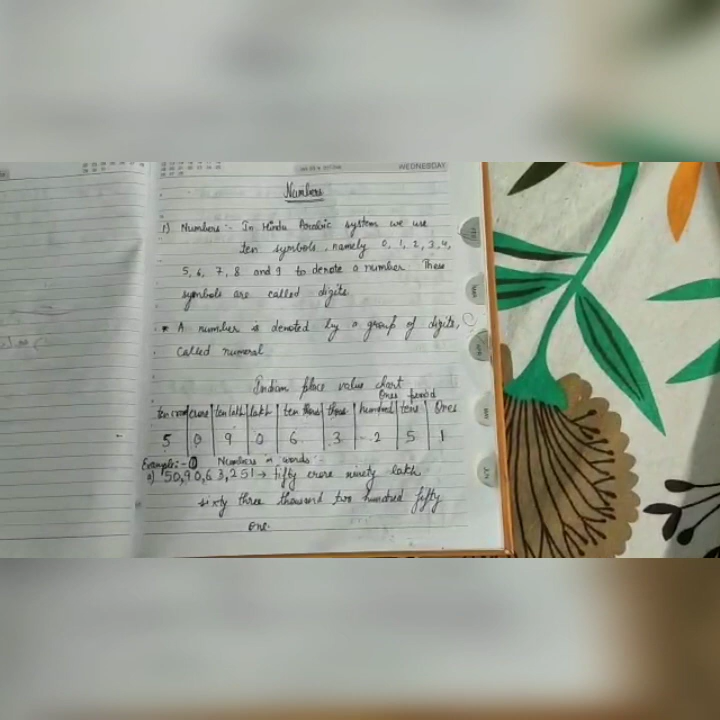 WEDNESDAY
Numbers
1) Numbers :- In Hindu Arabic system we use
ten symbols, namely 0, 1, 2, 3, 4,
5, 6, 7, 8 and 9 to denote a number. These
symbols are called digits.
* A number is denoted by a group of digits,
called numeral
Indian place value chart
Ones period
ten crore | crore | ten lakh | lakh | ten thous | thous | hundred | tens | Ones
5 | 0 | 9 | 0 | 6 | 3 | 2 | 5 | 1
Example:- 1 Numbers in words :-
a) 50,90,63,251 → fifty crore ninety lakh
sixty three thousand two hundred fifty
one.